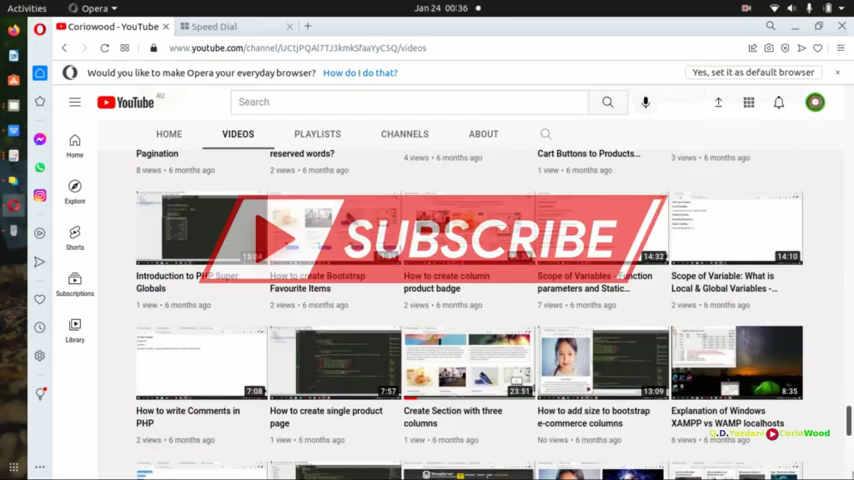 Activities
Opera
Jan 24 00:36
Coriowood - YouTube
Speed Dial
www.youtube.com/channel/UCtjPQAl7TJ3kmkSfaaYyCSQ/videos
Would you like to make Opera your everyday browser? How do I do that?
Yes, set it as default browser
YouTube AU
Search
HOME VIDEOS PLAYLISTS CHANNELS ABOUT
Home
Explore
Shorts
Subscriptions
Library
Pagination
8 views • 6 months ago
reserved words?
2 views • 6 months ago
4 views • 6 months ago
Cart Buttons to Products...
1 view • 6 months ago
3 views • 6 months ago
SUBSCRIBE
15:04
14:32
14:10
Introduction to PHP Super
Globals
1 view • 6 months ago
How to create Bootstrap
Favourite Items
2 views • 6 months ago
How to create column
product badge
2 views • 6 months ago
Scope of Variables - Function
parameters and Static...
7 views • 6 months ago
Scope of Variable: What is
Local & Global Variables -...
2 views • 6 months ago
7:08
7:57
23:51
13:09
8:35
How to write Comments in
PHP
2 views • 6 months ago
How to create single product
page
1 view • 6 months ago
Create Section with three
columns
1 view • 6 months ago
How to add size to bootstrap
e-commerce columns
No views • 6 months ago
Explanation of Windows
XAMPP vs WAMP localhosts
6 views • 6 months ago
Q.D.Yazdani CorioWood